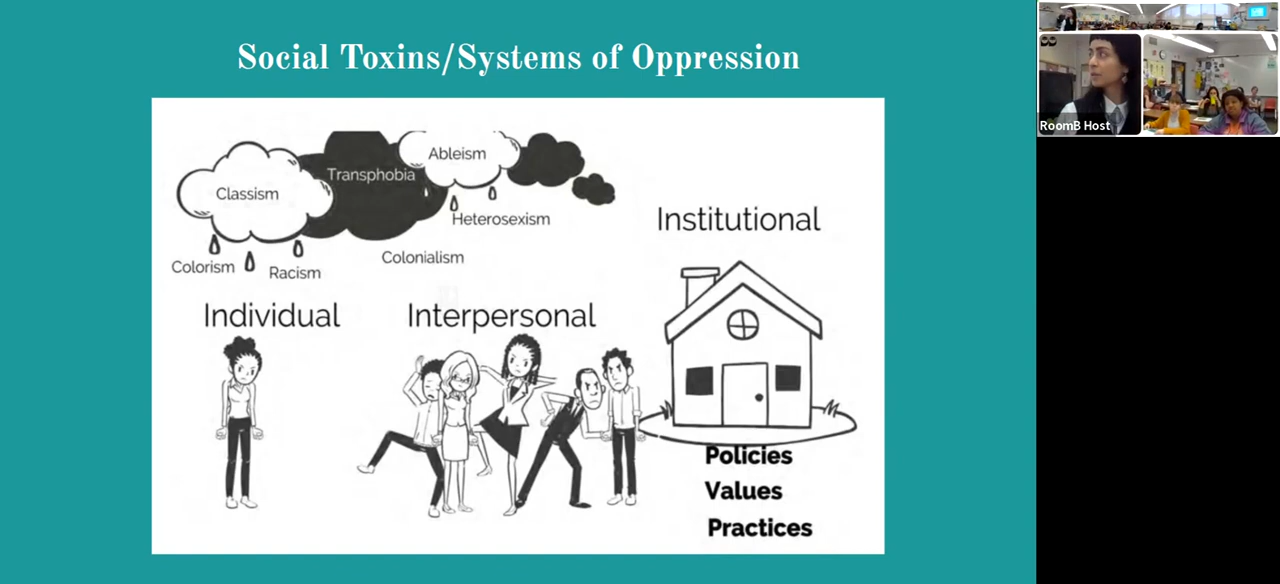 Social Toxins/Systems of Oppression
Ableism
Transphobia
Classism
Heterosexism
Colonialism
Colorism
Racism
Institutional
Individual
Interpersonal
Policies
Values
Practices
RoomB Host